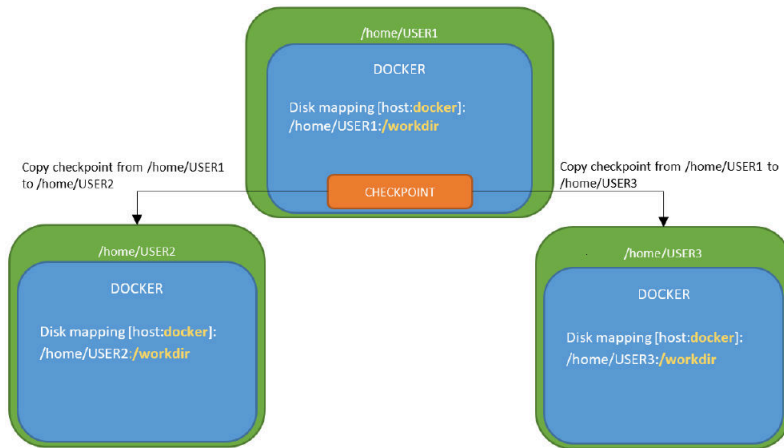 /home/USER1
DOCKER
Disk mapping [host:docker]:
/home/USER1:/workdir
Copy checkpoint from /home/USER1
to /home/USER2
CHECKPOINT
Copy checkpoint from /home/USER1 to
/home/USER3
/home/USER2
DOCKER
Disk mapping [host:docker]:
/home/USER2:/workdir
/home/USER3
DOCKER
Disk mapping [host:docker]:
/home/USER3:/workdir